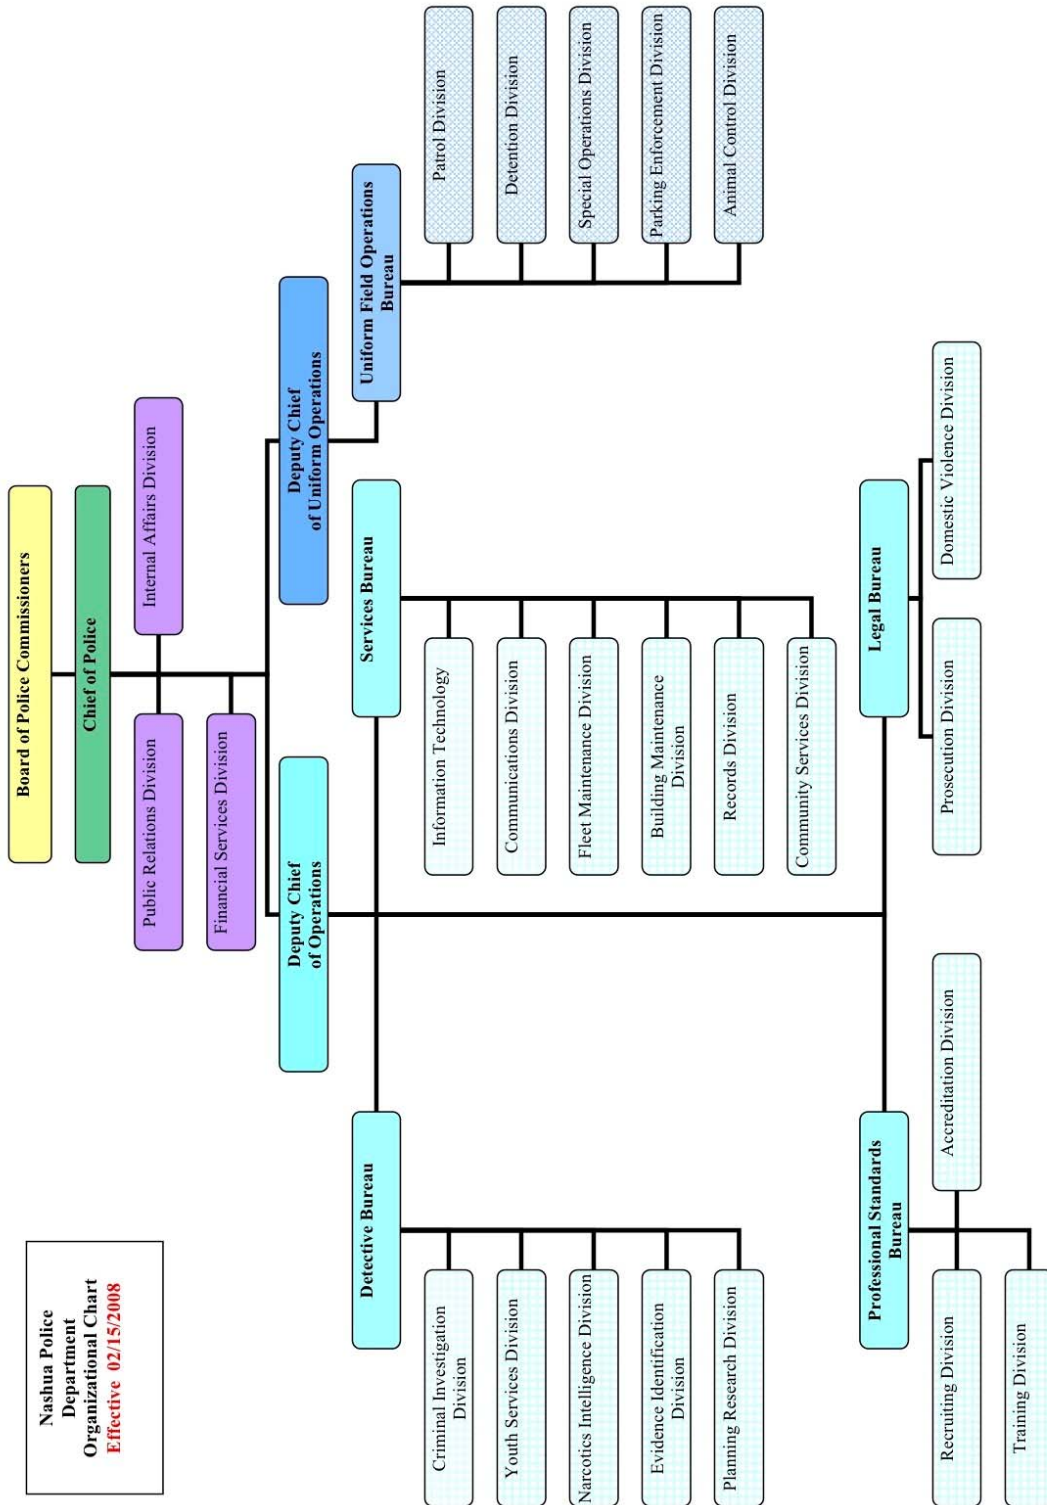 Nashua Police
Department
Organizational Chart
Effective 02/15/2008
Board of Police Commissioners
Chief of Police
Public Relations Division
Internal Affairs Division
Financial Services Division
Deputy Chief
of Operations
Deputy Chief
of Uniform Operations
Detective Bureau
Criminal Investigation
Division
Youth Services Division
Narcotics Intelligence Division
Evidence Identification
Division
Planning Research Division
Services Bureau
Information Technology
Communications Division
Fleet Maintenance Division
Building Maintenance
Division
Records Division
Community Services Division
Uniform Field Operations
Bureau
Patrol Division
Detention Division
Special Operations Division
Parking Enforcement Division
Animal Control Division
Professional Standards
Bureau
Recruiting Division
Accreditation Division
Training Division
Legal Bureau
Prosecution Division
Domestic Violence Division